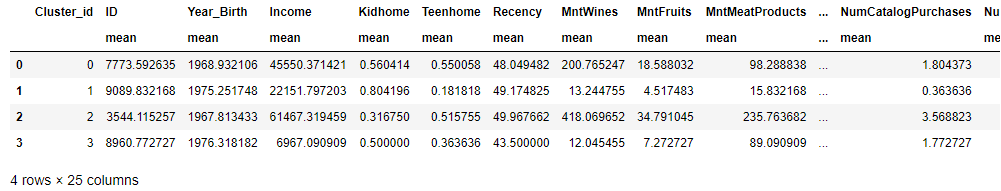 Cluster_id ID Year_Birth Income Kidhome Teenhome Recency MntWines MntFruits MntMeatProducts ... NumCatalogPurchases Nu
mean mean mean mean mean mean mean mean mean ... mean me
0 0 7773.592635 1968.932106 45550.371421 0.560414 0.550058 48.049482 200.765247 18.588032 98.288838 ... 1.804373
1 1 9089.832168 1975.251748 22151.797203 0.804196 0.181818 49.174825 13.244755 4.517483 15.832168 ... 0.363636
2 2 3544.115257 1967.813433 61467.319459 0.316750 0.515755 49.967662 418.069652 34.791045 235.763682 ... 3.568823
3 3 8960.772727 1976.318182 6967.090909 0.500000 0.363636 43.500000 12.045455 7.272727 89.090909 ... 1.772727
4 rows × 25 columns